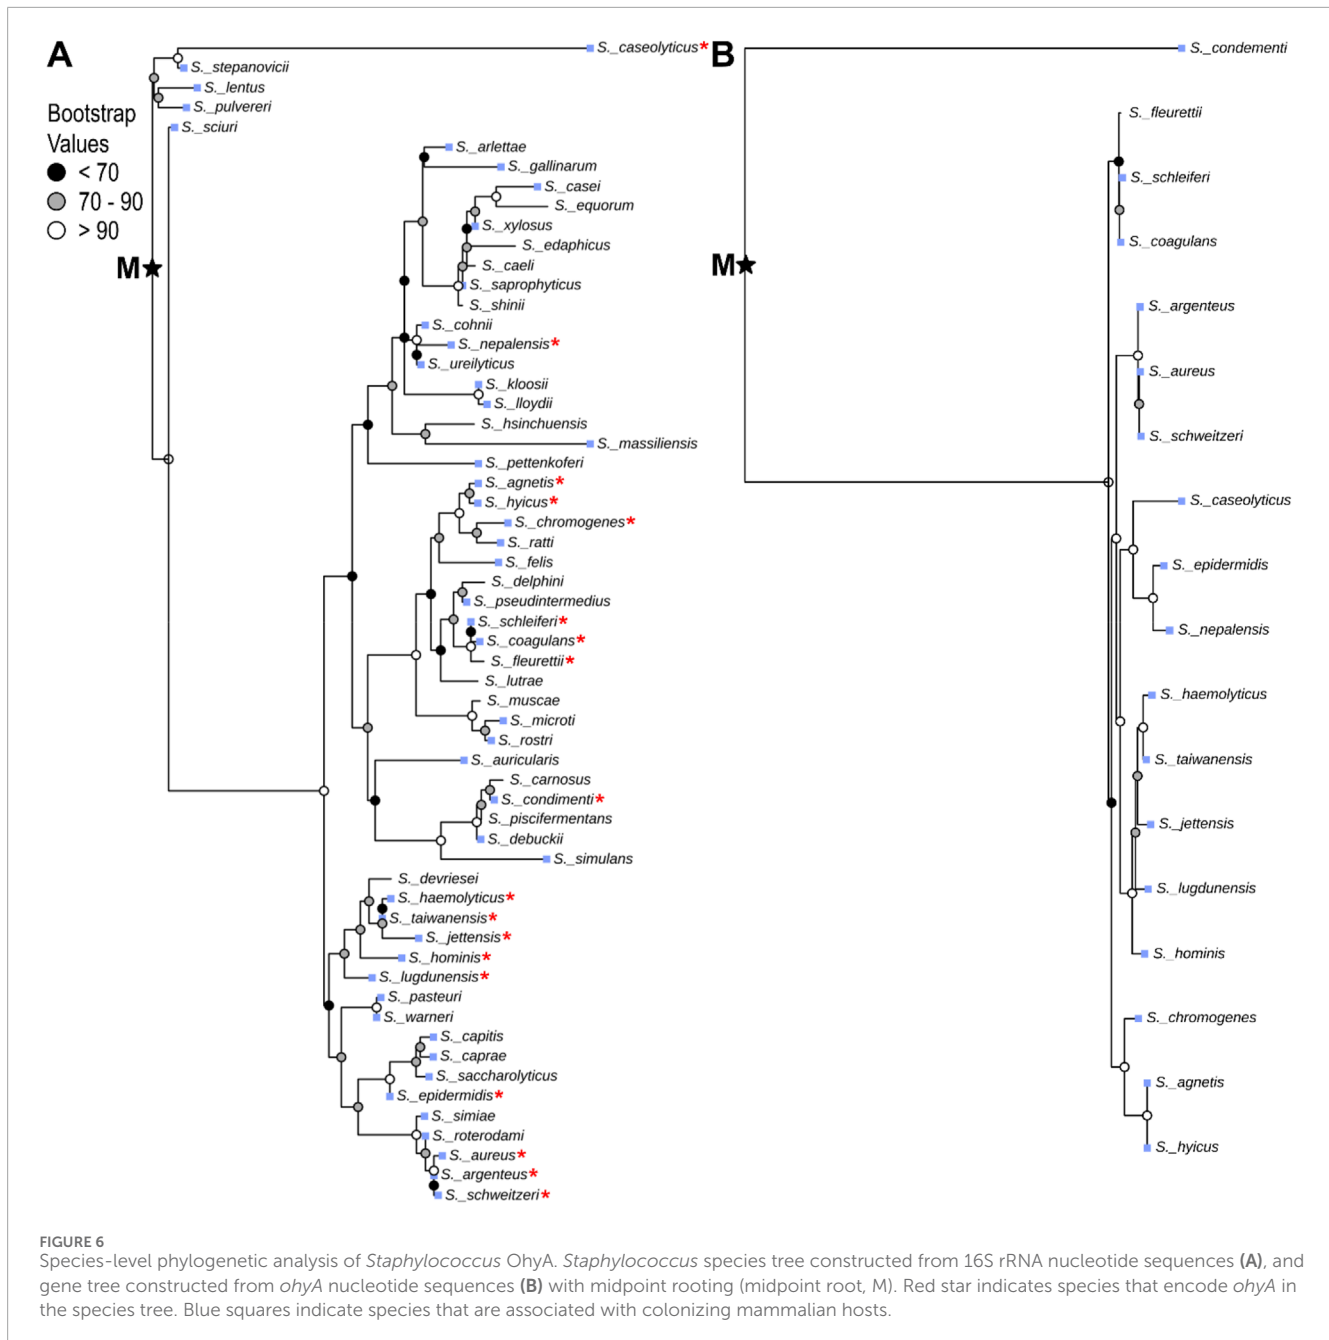 A
B
Bootstrap
Values
< 70
70 - 90
> 90
M
S._caseolyticus*
S._stepanovicii
S._lentus
S._pulvereri
S._sciuri
S._arlettae
S._gallinarum
S._casei
S._equorum
S._xylosus
S._edaphicus
S._caeli
S._saprophyticus
S._shinii
S._cohnii
S._nepalensis*
S._ureilyticus
S._kloosii
S._lloydii
S._hsinchuensis
S._massiliensis
S._pettenkoferi
S._agnetis*
S._hyicus*
S._chromogenes*
S._ratti
S._felis
S._delphini
S._pseudintermedius
S._schleiferi*
S._coagulans*
S._fleurettii*
S._lutrae
S._muscae
S._microti
S._rostri
S._auricularis
S._carnosus
S._condimenti*
S._piscifermentans
S._debuckii
S._simulans
S._devriesei
S._haemolyticus*
S._taiwanensis*
S._jettensis*
S._hominis*
S._lugdunensis*
S._pasteuri
S._warneri
S._capitis
S._caprae
S._saccharolyticus
S._epidermidis*
S._simiae
S._roterodami
S._aureus*
S._argenteus*
S._schweitzeri*
M
S._condementi
S._fleurettii
S._schleiferi
S._coagulans
S._argenteus
S._aureus
S._schweitzeri
S._caseolyticus
S._epidermidis
S._nepalensis
S._haemolyticus
S._taiwanensis
S._jettensis
S._lugdunensis
S._hominis
S._chromogenes
S._agnetis
S._hyicus
FIGURE 6
Species-level phylogenetic analysis of Staphylococcus OhyA. Staphylococcus species tree constructed from 16S rRNA nucleotide sequences (A), and
gene tree constructed from ohyA nucleotide sequences (B) with midpoint rooting (midpoint root, M). Red star indicates species that encode ohyA in
the species tree. Blue squares indicate species that are associated with colonizing mammalian hosts.